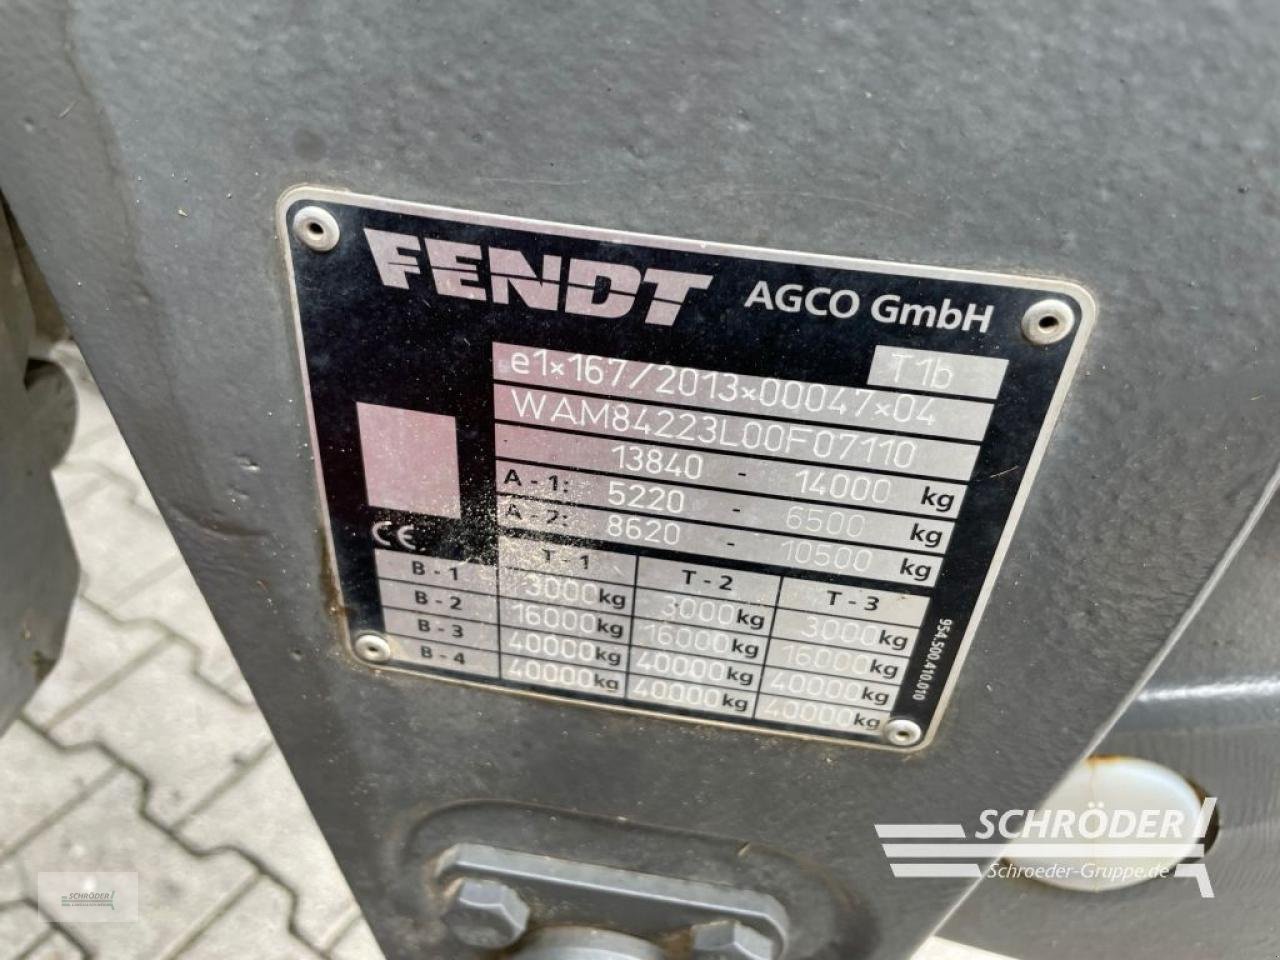 FENDT AGCO GmbH
T1b
e1×167/2013×00047×04
WAM84223L00F07110
13840 - 14000 kg
A - 1: 5220 - 6500 kg
A - 2: 8620 - 10500 kg
CE
T - 1 T - 2 T - 3
B - 1 3000kg 3000kg 3000kg
B - 2 16000kg 16000kg 16000kg
B - 3 40000kg 40000kg 40000kg
B - 4 40000kg 40000kg 40000kg
954.500.410.010
SCHRÖDER
Schroeder-Gruppe.de
SCHRÖDER